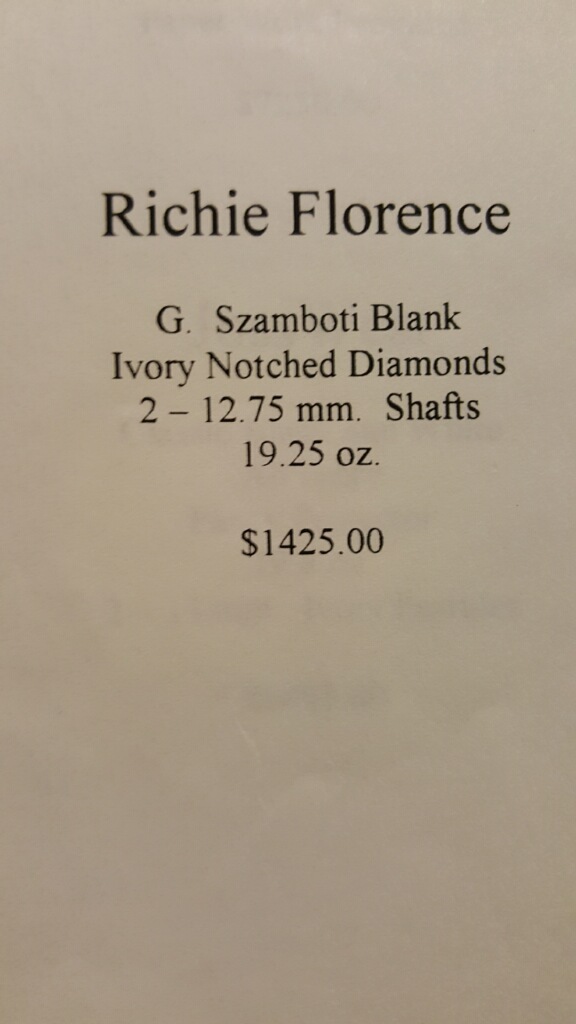 Richie Florence
G. Szamboti Blank
Ivory Notched Diamonds
2 – 12.75 mm. Shafts
19.25 oz.
$1425.00